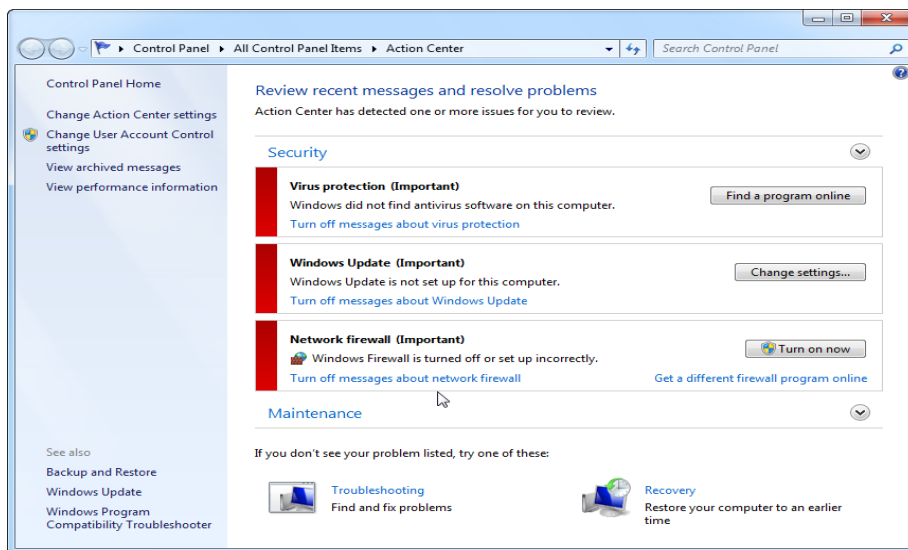 Control Panel
All Control Panel Items
Action Center
Search Control Panel
Control Panel Home
Change Action Center settings
Change User Account Control
settings
View archived messages
View performance information
See also
Backup and Restore
Windows Update
Windows Program
Compatibility Troubleshooter
Review recent messages and resolve problems
Action Center has detected one or more issues for you to review.
Security
Virus protection (Important)
Windows did not find antivirus software on this computer.
Turn off messages about virus protection
Find a program online
Windows Update (Important)
Windows Update is not set up for this computer.
Turn off messages about Windows Update
Change settings...
Network firewall (Important)
Windows Firewall is turned off or set up incorrectly.
Turn off messages about network firewall
Turn on now
Get a different firewall program online
Maintenance
If you don't see your problem listed, try one of these:
Troubleshooting
Find and fix problems
Recovery
Restore your computer to an earlier
time